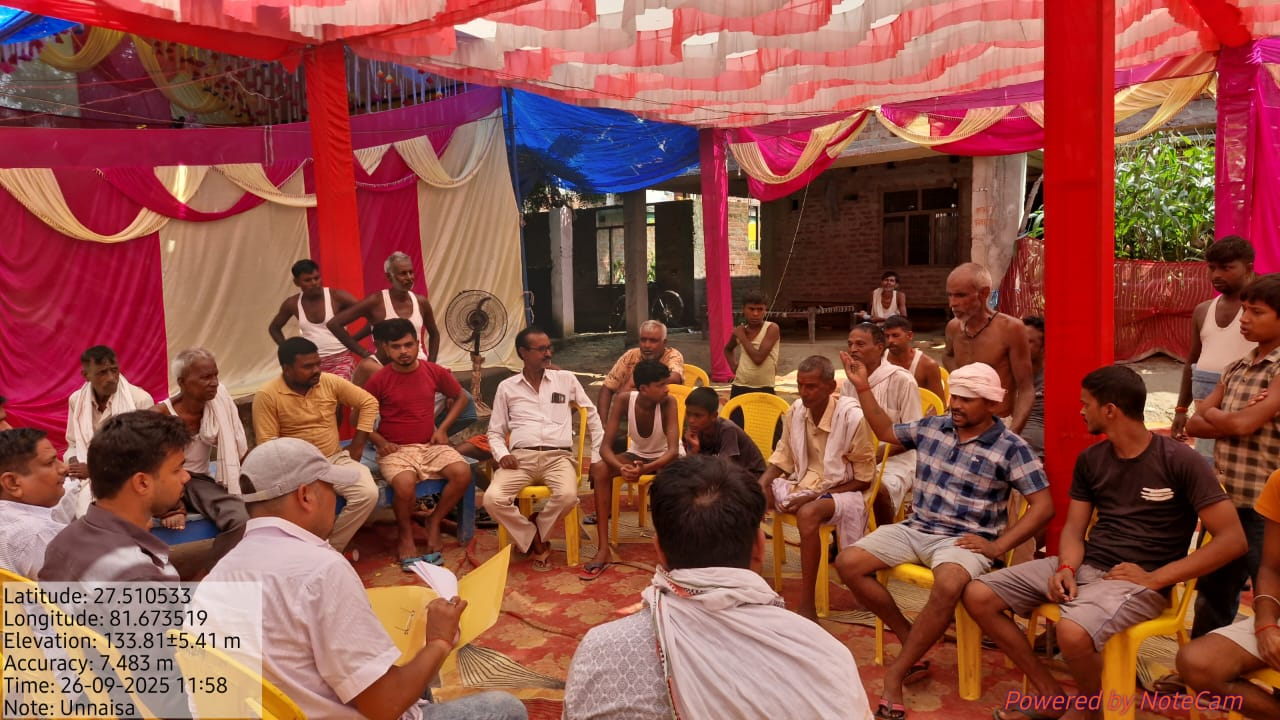 Latitude: 27.510533
Longitude: 81.673519
Elevation: 133.81±5.41 m
Accuracy: 7.483 m
Time: 26-09-2025 11:58
Note: Unnaisa
Powered by NoteCam